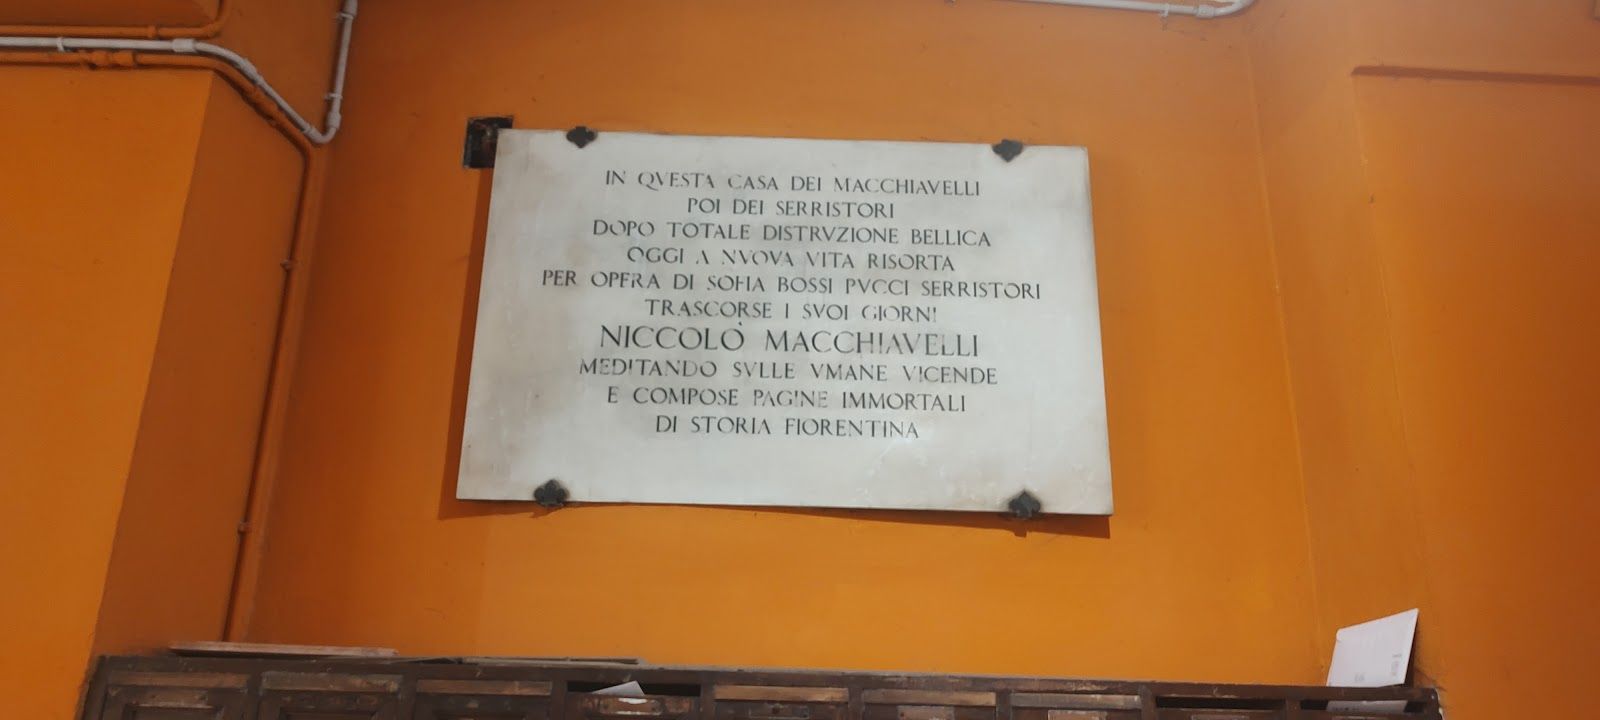 IN QVESTA CASA DEI MACCHIAVELLI
POI DEI SERRISTORI
DOPO TOTALE DISTRVZIONE BELLICA
OGGI A NVOVA VITA RISORTA
PER OPERA DI SOFIA BOSSI PVCCI SERRISTORI
TRASCORSE I SVOI GIORNI
NICCOLÒ MACCHIAVELLI
MEDITANDO SVLLE VMANE VICENDE
E COMPOSE PAGINE IMMORTALI
DI STORIA FIORENTINA